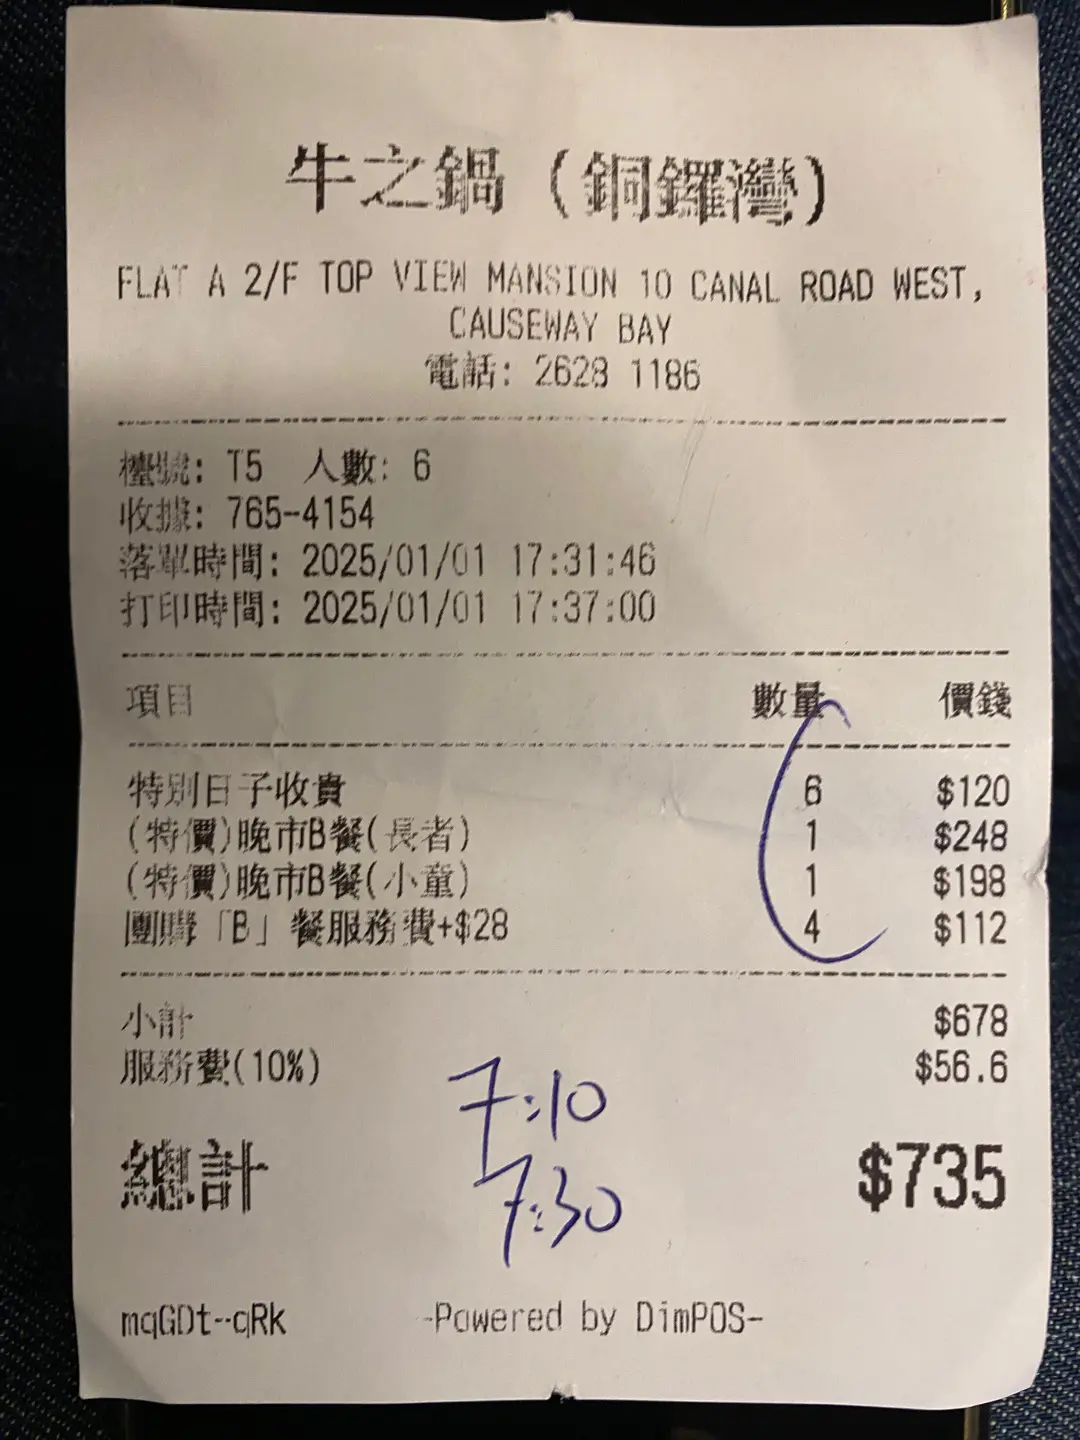 牛之鍋（銅鑼灣）
FLAT A 2/F TOP VIEW MANSION 10 CANAL ROAD WEST,
CAUSEWAY BAY
電話: 2628 1186
檯號: T5 人數: 6
收據: 765-4154
落單時間: 2025/01/01 17:31:46
打印時間: 2025/01/01 17:37:00
項目 數量 價錢
特別日子收費 6 $120
(特價)晚市B餐(長者) 1 $248
(特價)晚市B餐(小童) 1 $198
團購「B」餐服務費+$28 4 $112
小計 $678
服務費(10%) $56.6
7:10
總計 $735
7:30
mqGDt--qRk -Powered by DimPOS-